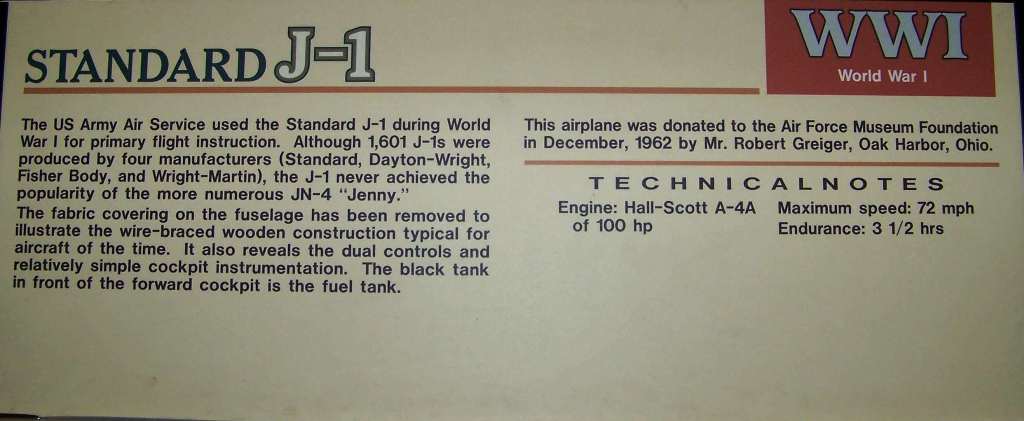 STANDARD J-1
WWI
World War I
The US Army Air Service used the Standard J-1 during World
War I for primary flight instruction. Although 1,601 J-1s were
produced by four manufacturers (Standard, Dayton-Wright,
Fisher Body, and Wright-Martin), the J-1 never achieved the
popularity of the more numerous JN-4 “Jenny.”
The fabric covering on the fuselage has been removed to
illustrate the wire-braced wooden construction typical for
aircraft of the time. It also reveals the dual controls and
relatively simple cockpit instrumentation. The black tank
in front of the forward cockpit is the fuel tank.
This airplane was donated to the Air Force Museum Foundation
in December, 1962 by Mr. Robert Greiger, Oak Harbor, Ohio.
TECHNICALNOTES
Engine: Hall-Scott A-4A
of 100 hp
Maximum speed: 72 mph
Endurance: 3 1/2 hrs